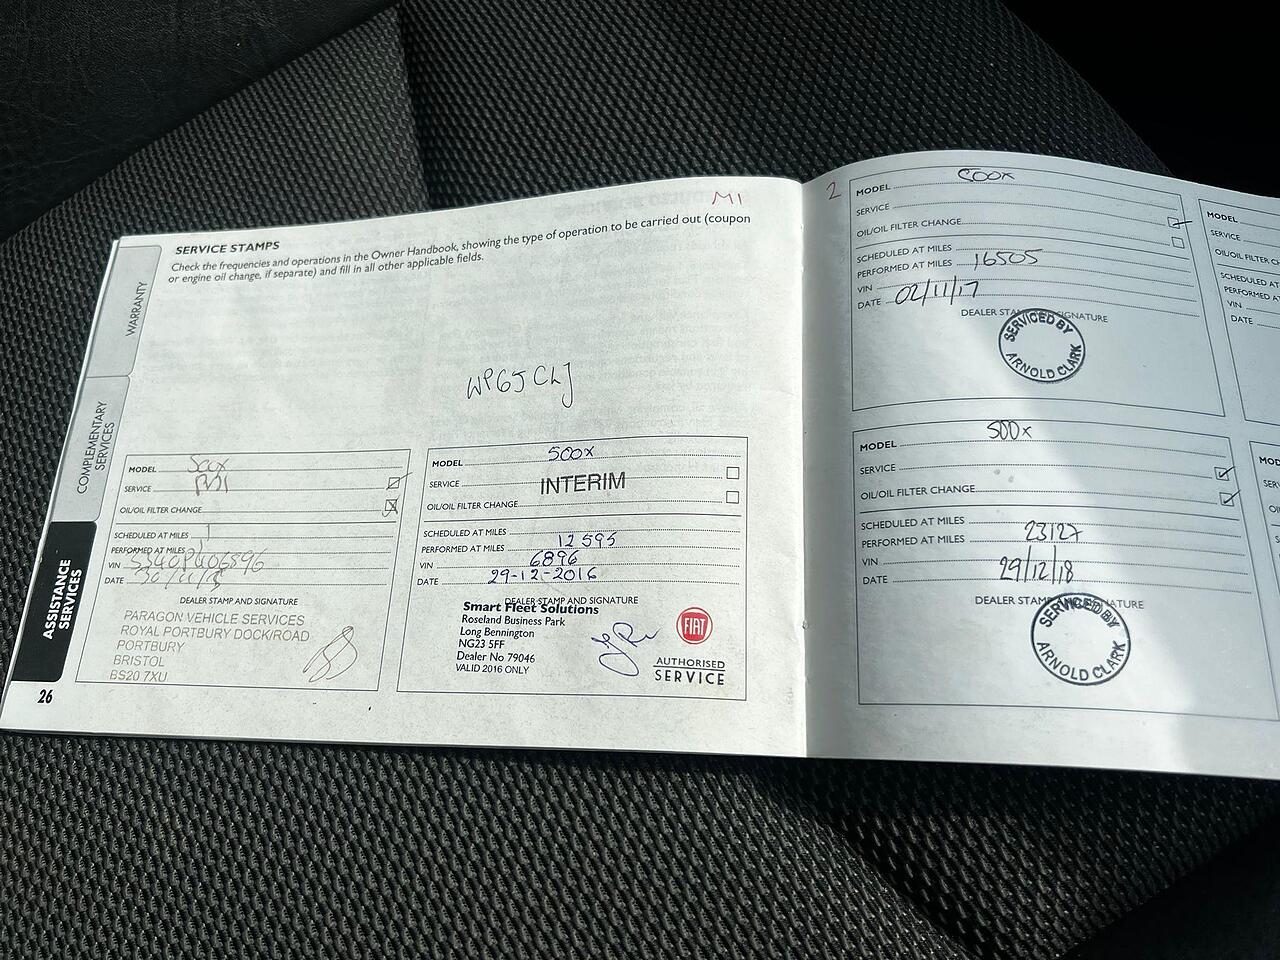 M1
SERVICE STAMPS
Check the frequencies and operations in the Owner Handbook, showing the type of operation to be carried out (coupon
or engine oil change, if separate) and fill in all other applicable fields.
WARRANTY
COMPLEMENTARY
SERVICES
ASSISTANCE
SERVICES
26
MODEL 500X
SERVICE PDI
OIL/OIL FILTER CHANGE
SCHEDULED AT MILES
PERFORMED AT MILES
VIN
DATE
DEALER STAMP AND SIGNATURE
PARAGON VEHICLE SERVICES
ROYAL PORTBURY DOCK/ROAD
PORTBURY
BRISTOL
BS20 7XU
MODEL 500X
SERVICE INTERIM
OIL/OIL FILTER CHANGE
SCHEDULED AT MILES
PERFORMED AT MILES 12 595
VIN 6896
DATE 29-12-2016
DEALER STAMP AND SIGNATURE
Smart Fleet Solutions
Roseland Business Park
Long Bennington
NG23 5FF
Dealer No 79046
VALID 2016 ONLY
FIAT
AUTHORISED
SERVICE
2
MODEL 500X
SERVICE
OIL/OIL FILTER CHANGE
SCHEDULED AT MILES
PERFORMED AT MILES 16505
VIN
DATE 02/11/17
DEALER STAMP AND SIGNATURE
SERVICED BY
ARNOLD CLARK
MODEL 500X
SERVICE
OIL/OIL FILTER CHANGE
SCHEDULED AT MILES
PERFORMED AT MILES 23127
VIN
DATE 29/12/18
DEALER STAMP AND SIGNATURE
SERVICED BY
ARNOLD CLARK
MODEL
SERVICE
OIL/OIL FILTER
SCHEDULED
PERFORMED
VIN
DATE